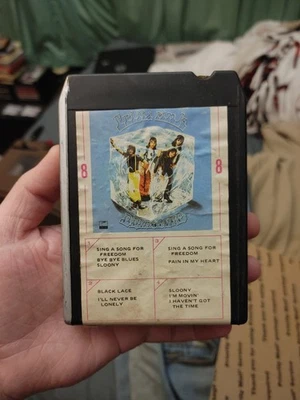 8
8
SING A SONG FOR
FREEDOM
BYE BYE BLUES
SLOONY
SING A SONG FOR
FREEDOM
PAIN IN MY HEART
BLACK LACE
I'LL NEVER BE
LONELY
SLOONY
I'M MOVIN'
I HAVEN'T GOT
THE TIME